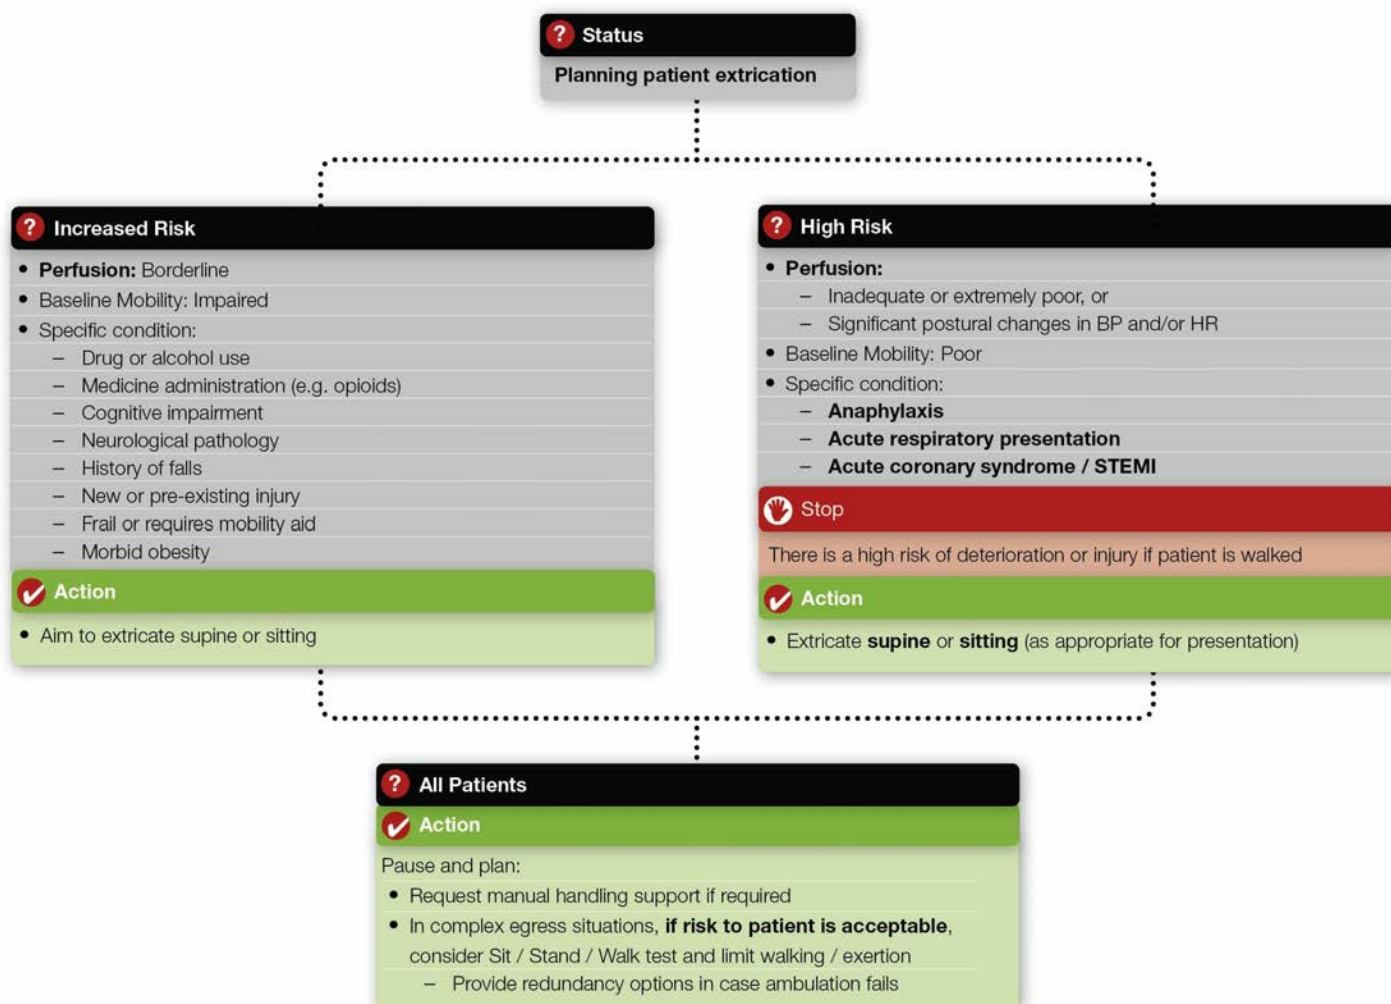 Status
Planning patient extrication
Increased Risk
• Perfusion: Borderline
• Baseline Mobility: Impaired
• Specific condition:
– Drug or alcohol use
– Medicine administration (e.g. opioids)
– Cognitive impairment
– Neurological pathology
– History of falls
– New or pre-existing injury
– Frail or requires mobility aid
– Morbid obesity
Action
• Aim to extricate supine or sitting
High Risk
• Perfusion:
– Inadequate or extremely poor, or
– Significant postural changes in BP and/or HR
• Baseline Mobility: Poor
• Specific condition:
– Anaphylaxis
– Acute respiratory presentation
– Acute coronary syndrome / STEMI
Stop
There is a high risk of deterioration or injury if patient is walked
Action
• Extricate supine or sitting (as appropriate for presentation)
All Patients
Action
Pause and plan:
• Request manual handling support if required
• In complex egress situations, if risk to patient is acceptable,
consider Sit / Stand / Walk test and limit walking / exertion
– Provide redundancy options in case ambulation fails